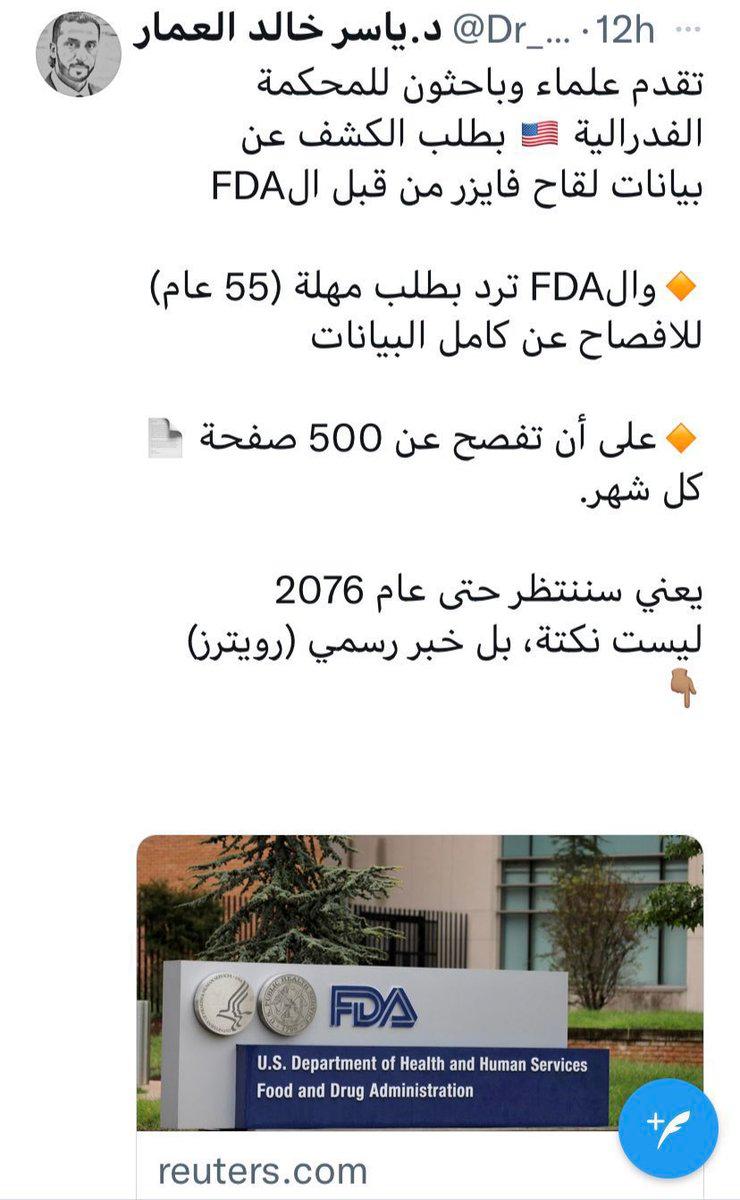 د.ياسر خالد العمار @Dr_... · 12h
تقدم علماء وباحثون للمحكمة
الفدرالية 🇺🇸 بطلب الكشف عن
بيانات لقاح فايزر من قبل الFDA
🔸والFDA ترد بطلب مهلة (55 عام)
للافصاح عن كامل البيانات
🔸على أن تفصح عن 500 صفحة 📄
كل شهر.
يعني سننتظر حتى عام 2076
ليست نكتة، بل خبر رسمي (رويترز)
👇🏽
FDA
U.S. Department of Health and Human Services
Food and Drug Administration
reuters.com